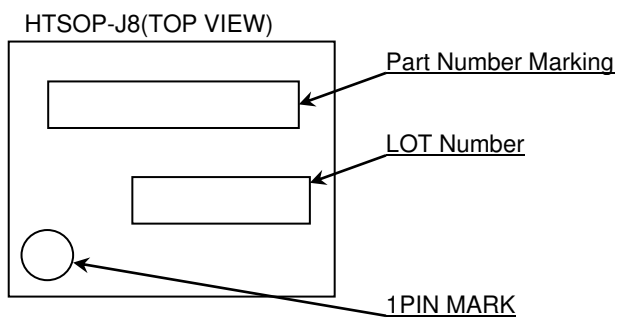 HTSOP-J8(TOP VIEW)
Part Number Marking
LOT Number
1PIN MARK